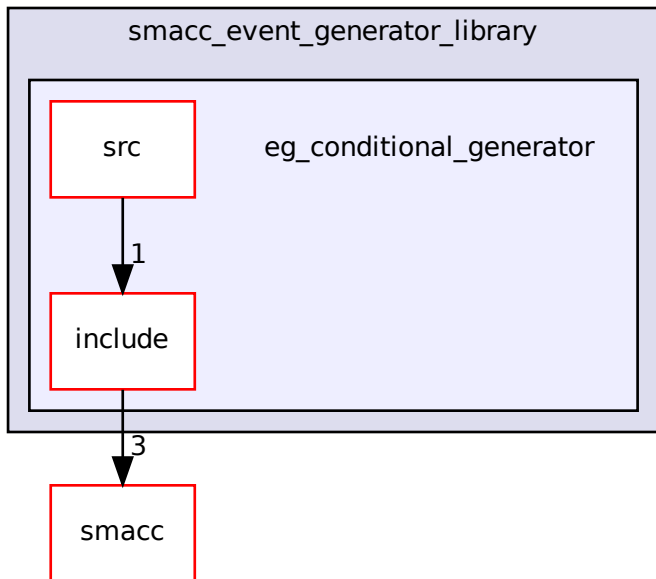 smacc_event_generator_library
src
eg_conditional_generator
1
include
3
smacc